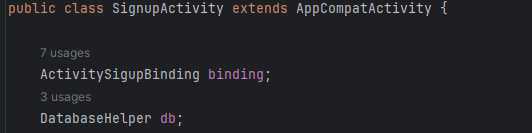 public class SignupActivity extends AppCompatActivity {
7 usages
ActivitySigupBinding binding;
3 usages
DatabaseHelper db;